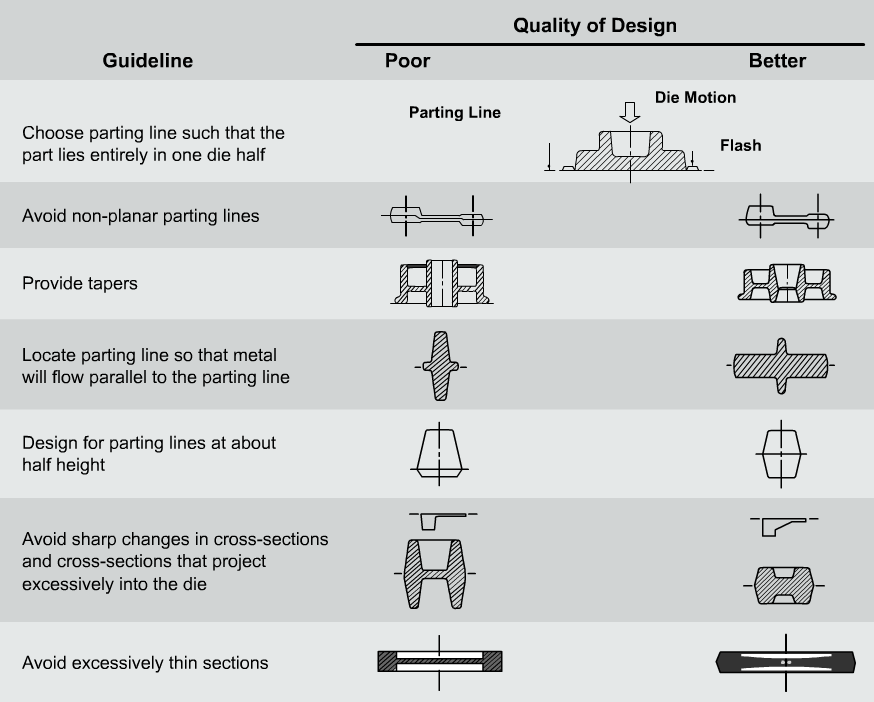 Quality of Design
Guideline
Poor
Better
Parting Line
Die Motion
Flash
Choose parting line such that the
part lies entirely in one die half
Avoid non-planar parting lines
Provide tapers
Locate parting line so that metal
will flow parallel to the parting line
Design for parting lines at about
half height
Avoid sharp changes in cross-sections
and cross-sections that project
excessively into the die
Avoid excessively thin sections